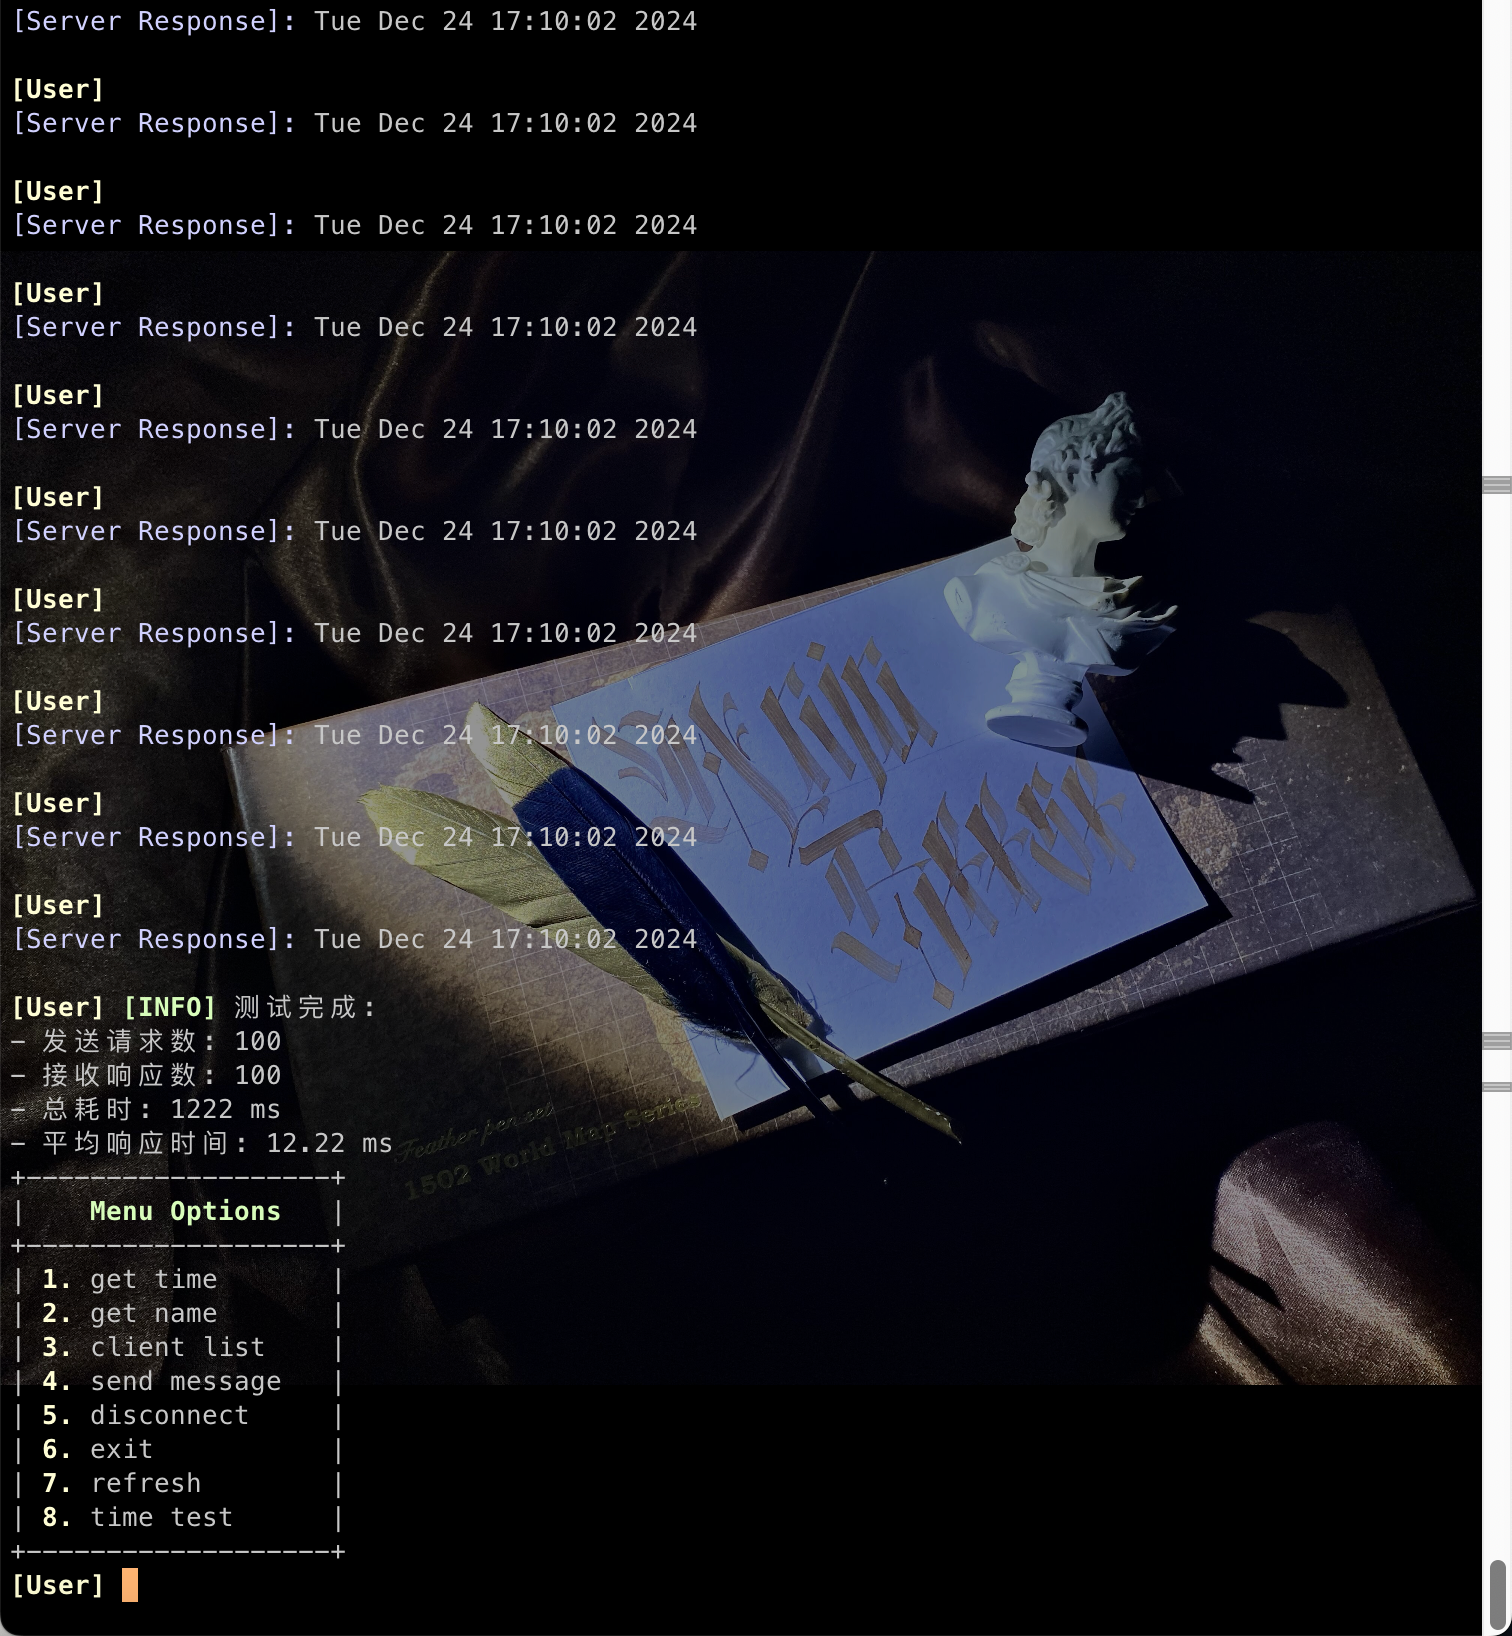 [Server Response]: Tue Dec 24 17:10:02 2024
[User]
[Server Response]: Tue Dec 24 17:10:02 2024
[User]
[Server Response]: Tue Dec 24 17:10:02 2024
[User]
[Server Response]: Tue Dec 24 17:10:02 2024
[User]
[Server Response]: Tue Dec 24 17:10:02 2024
[User]
[Server Response]: Tue Dec 24 17:10:02 2024
[User]
[Server Response]: Tue Dec 24 17:10:02 2024
[User]
[Server Response]: Tue Dec 24 17:10:02 2024
[User]
[Server Response]: Tue Dec 24 17:10:02 2024
[User]
[Server Response]: Tue Dec 24 17:10:02 2024
[User] [INFO] 测试完成:
- 发送请求数: 100
- 接收响应数: 100
- 总耗时: 1222 ms
- 平均响应时间: 12.22 ms
Feather pen set
1502 World Map Series
+-------------------+
|    Menu Options   |
+-------------------+
| 1. get time       |
| 2. get name       |
| 3. client list    |
| 4. send message   |
| 5. disconnect     |
| 6. exit           |
| 7. refresh        |
| 8. time test      |
+-------------------+
[User]